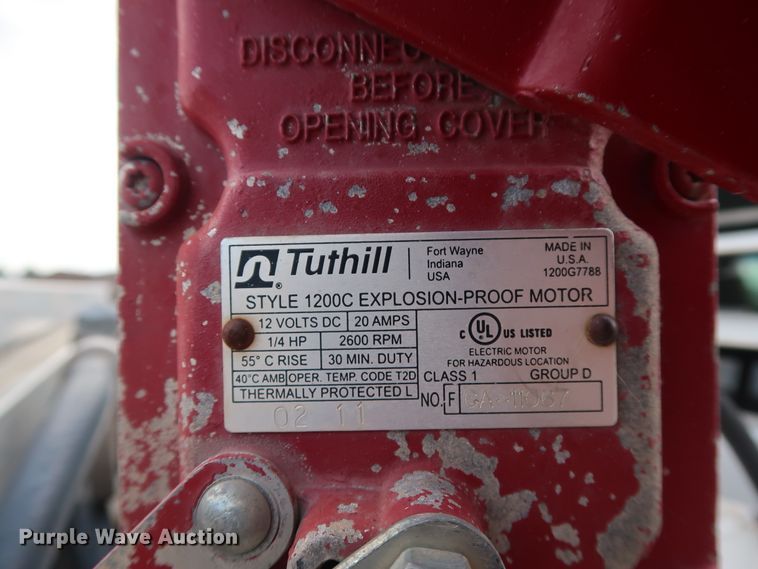 DISCONNEC
BEFORE
OPENING COVER
Tuthill
Fort Wayne
Indiana
USA
MADE IN
U.S.A.
1200G7788
STYLE 1200C EXPLOSION-PROOF MOTOR
12 VOLTS DC 20 AMPS
1/4 HP 2600 RPM
55° C RISE 30 MIN. DUTY
40°C AMB OPER. TEMP. CODE T2D
THERMALLY PROTECTED L
C UL US LISTED
ELECTRIC MOTOR
FOR HAZARDOUS LOCATION
CLASS 1 GROUP D
NO. F
02 11
Purple Wave Auction